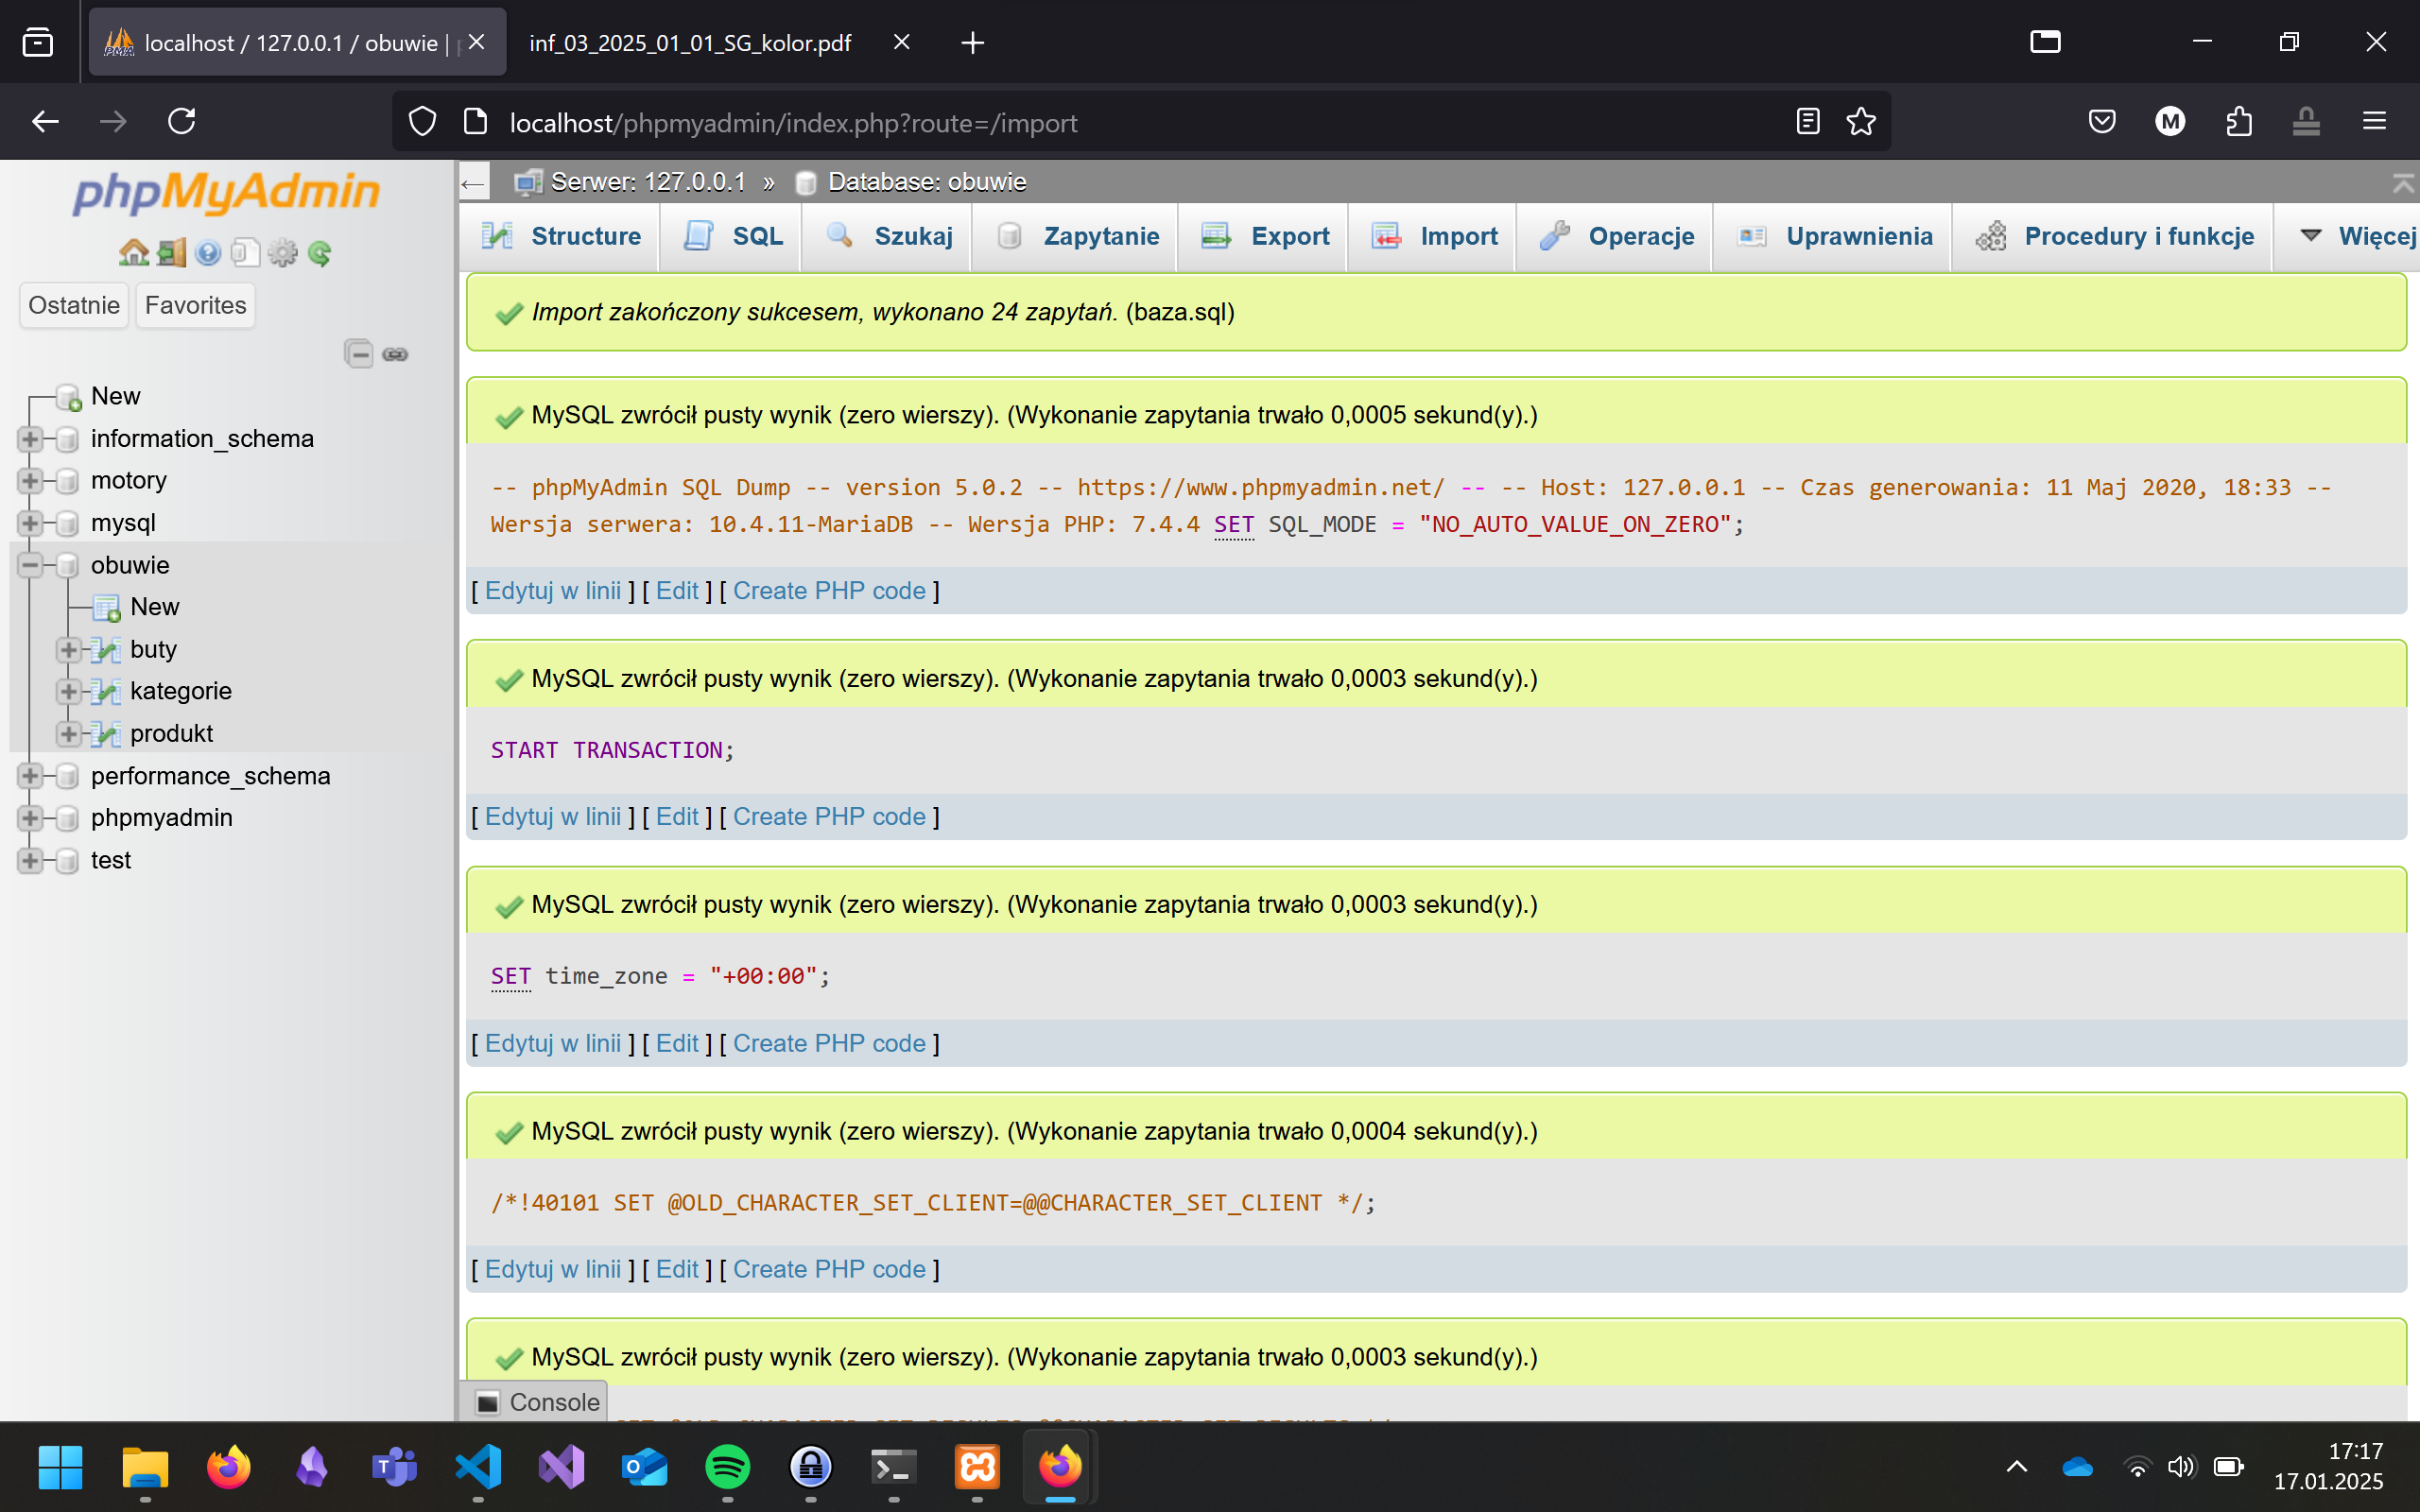 localhost / 127.0.0.1 / obuwie |
inf_03_2025_01_01_SG_kolor.pdf
localhost/phpmyadmin/index.php?route=/import
M
phpMyAdmin
Ostatnie
Favorites
New
information_schema
motory
mysql
obuwie
New
buty
kategorie
produkt
performance_schema
phpmyadmin
test
Serwer: 127.0.0.1 » Database: obuwie
Structure
SQL
Szukaj
Zapytanie
Export
Import
Operacje
Uprawnienia
Procedury i funkcje
Więcej
Import zakończony sukcesem, wykonano 24 zapytań. (baza.sql)
MySQL zwrócił pusty wynik (zero wierszy). (Wykonanie zapytania trwało 0,0005 sekund(y).)
-- phpMyAdmin SQL Dump -- version 5.0.2 -- https://www.phpmyadmin.net/ -- -- Host: 127.0.0.1 -- Czas generowania: 11 Maj 2020, 18:33 --
Wersja serwera: 10.4.11-MariaDB -- Wersja PHP: 7.4.4 SET SQL_MODE = "NO_AUTO_VALUE_ON_ZERO";
[ Edytuj w linii ] [ Edit ] [ Create PHP code ]
MySQL zwrócił pusty wynik (zero wierszy). (Wykonanie zapytania trwało 0,0003 sekund(y).)
START TRANSACTION;
[ Edytuj w linii ] [ Edit ] [ Create PHP code ]
MySQL zwrócił pusty wynik (zero wierszy). (Wykonanie zapytania trwało 0,0003 sekund(y).)
SET time_zone = "+00:00";
[ Edytuj w linii ] [ Edit ] [ Create PHP code ]
MySQL zwrócił pusty wynik (zero wierszy). (Wykonanie zapytania trwało 0,0004 sekund(y).)
/*!40101 SET @OLD_CHARACTER_SET_CLIENT=@@CHARACTER_SET_CLIENT */;
[ Edytuj w linii ] [ Edit ] [ Create PHP code ]
MySQL zwrócił pusty wynik (zero wierszy). (Wykonanie zapytania trwało 0,0003 sekund(y).)
Console
17:17
17.01.2025